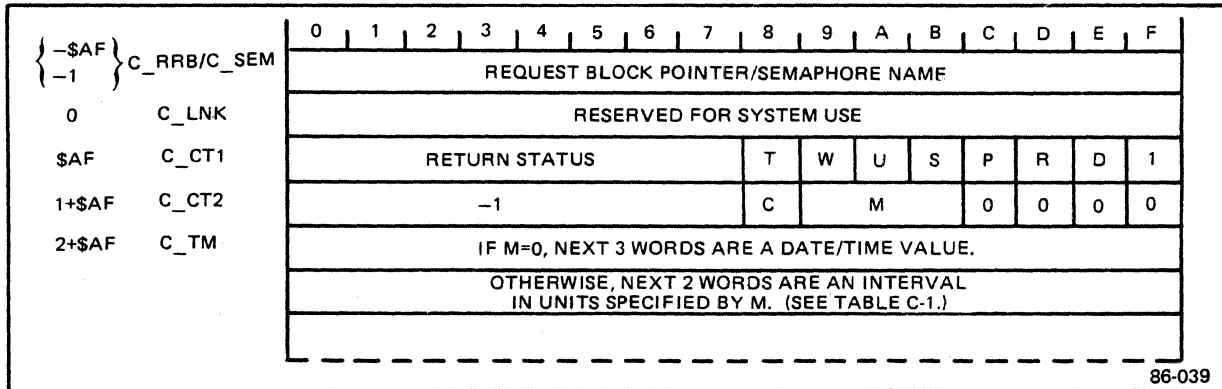 0 1 2 3 4 5 6 7 8 9 A B C D E F
{ −$AF
−1 } C_RRB/C_SEM REQUEST BLOCK POINTER/SEMAPHORE NAME
0 C_LNK RESERVED FOR SYSTEM USE
$AF C_CT1 RETURN STATUS T W U S P R D 1
1+$AF C_CT2 −1 C M 0 0 0 0
2+$AF C_TM IF M=0, NEXT 3 WORDS ARE A DATE/TIME VALUE.
OTHERWISE, NEXT 2 WORDS ARE AN INTERVAL
IN UNITS SPECIFIED BY M. (SEE TABLE C-1.)
86-039